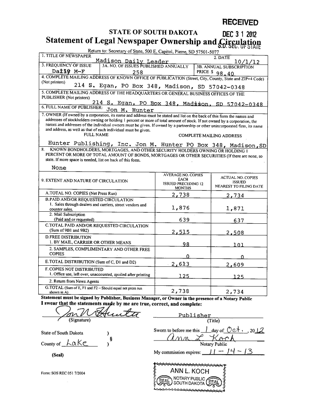 RECEIVED
DEC 31 2012
S.D. SEC. OF STATE
STATE OF SOUTH DAKOTA
Statement of Legal Newspaper Ownership and Circulation
Return to: Secretary of State, 500 E. Capitol, Pierre, SD 57501-5077
1. TITLE OF NEWSPAPER
Madison Daily Leader
2. DATE
10/1/12
3. FREQUENCY OF ISSUE
Daily M-F
3A. NO. OF ISSUES PUBLISHED ANNUALLY
258
3B. ANNUAL SUBSCRIPTION
PRICE $ 98.40
4. COMPLETE MAILING ADDRESS OF KNOWN OFFICE OF PUBLICATION (Street, City, County, State and ZIP+4 Code)
(Not printers)
214 S. Egan, PO Box 348, Madison, SD 57042-0348
5. COMPLETE MAILING ADDRESS OF THE HEADQUARTERS OR GENERAL BUSINESS OFFICES OF THE
PUBLISHER (Not printers)
214 S. Egan, PO Box 348, Madison, SD 57042-0348
6. FULL NAME OF PUBLISHER
Jon M. Hunter
7. OWNER (If owned by a corporation, its name and address must be stated and list on the back of this form the names and
addresses of stockholders owning or holding 1 percent or more of total amount of stock. If not owned by a corporation, the
names and addresses of the individual owners must be given. If owned by a partnership or other unincorporated firm, its name
and address, as well as that of each individual must be given.
FULL NAME COMPLETE MAILING ADDRESS
Hunter Publishing, Inc. Jon M. Hunter PO Box 348, Madison,SD
8. KNOWN BONDHOLDERS, MORTGAGES, AND OTHER SECURITY HOLDERS OWNING OR HOLDING 1
PERCENT OR MORE OF TOTAL AMOUNT OF BONDS, MORTGAGES OR OTHER SECURITIES (If there are none, so
state. If more space is needed, list on back of this form.
None
9. EXTENT AND NATURE OF CIRCULATION
AVERAGE NO. COPIES
EACH
ISSUED PRECEDING 12
MONTHS
ACTUAL NO. COPIES
ISSUED
NEAREST TO FILING DATE
A. TOTAL NO. COPIES (Net Press Run) 2,738 2,734
B. PAID AND/OR REQUESTED CIRCULATION
1. Sales through dealers and carriers, street vendors and
counter sales. 1,876 1,871
2. Mail Subscription
(Paid and or requested) 639 637
C. TOTAL PAID AND/OR REQUESTED CIRCULATION
(Sum of 9B1 and 9B2) 2,515 2,508
D. FREE DISTRIBUTION
1. BY MAIL, CARRIER OR OTHER MEANS 98 101
2. SAMPLES, COMPLIMENTARY AND OTHER FREE
COPIES 0 0
E. TOTAL DISTRIBUTION (Sum of C, D1 and D2) 2,613 2,609
F. COPIES NOT DISTRIBUTED
1. Office use, left over, unaccounted, spoiled after printing 125 125
2. Return from News Agents
G. TOTAL (Sum of E, F1 and F2 - Should equal net press run
shown in A) 2,738 2,734
Statement must be signed by Publisher, Business Manager, or Owner in the presence of a Notary Public
I swear that the statements made by me are true, correct, and complete:
Jon M Hunter Publisher
(Signature) (Title)
State of South Dakota )
§
County of Lake )
(Seal)
Sworn to before me this 1 day of Oct. , 2012
Ann L Koch
Notary Public
My commission expires: 11-14-13
ANN L. KOCH
SEAL NOTARY PUBLIC SEAL
SOUTH DAKOTA
Form: SOS REC 051 7/2004